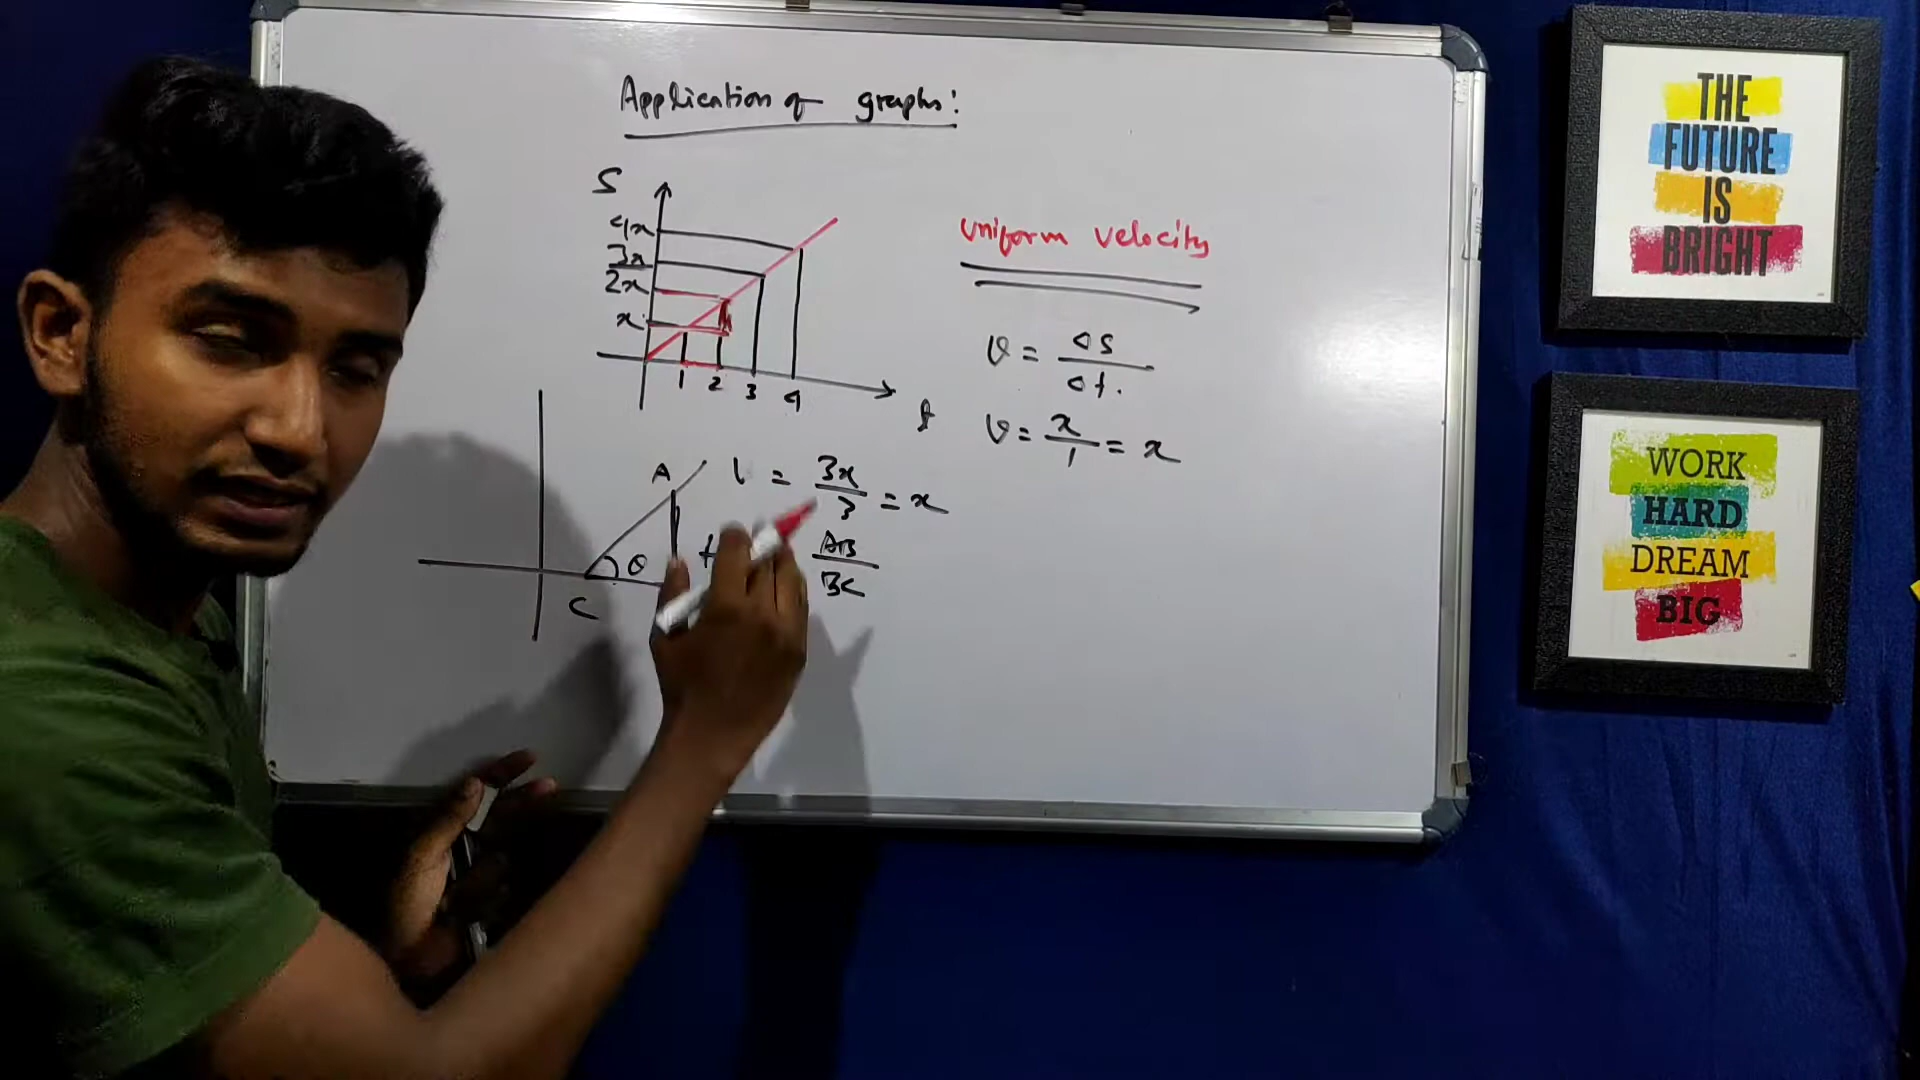 Application of graphs:
S
4x
3x
2x
x
1 2 3 4
t
uniform velocity
v = Δs / Δt.
v = x / 1 = x
A
= 3x / 3 = x
θ
AB / BC
C
THE
FUTURE
IS
BRIGHT
WORK
HARD
DREAM
BIG